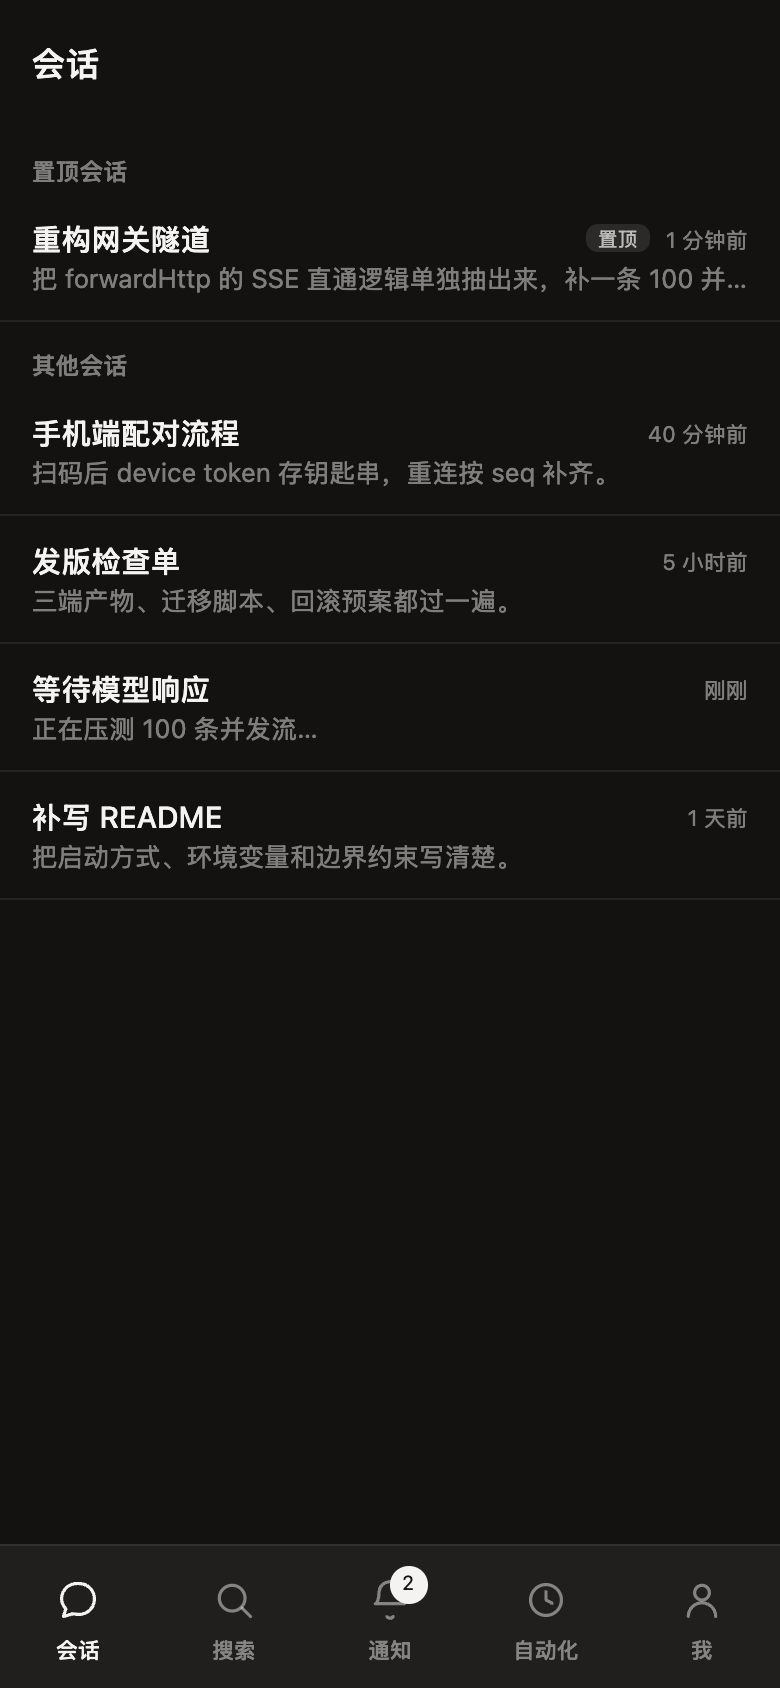 会话
置顶会话
重构网关隧道 置顶 1 分钟前
把 forwardHttp 的 SSE 直通逻辑单独抽出来，补一条 100 并...
其他会话
手机端配对流程 40 分钟前
扫码后 device token 存钥匙串，重连按 seq 补齐。
发版检查单 5 小时前
三端产物、迁移脚本、回滚预案都过一遍。
等待模型响应 刚刚
正在压测 100 条并发流...
补写 README 1 天前
把启动方式、环境变量和边界约束写清楚。
2
会话 搜索 通知 自动化 我